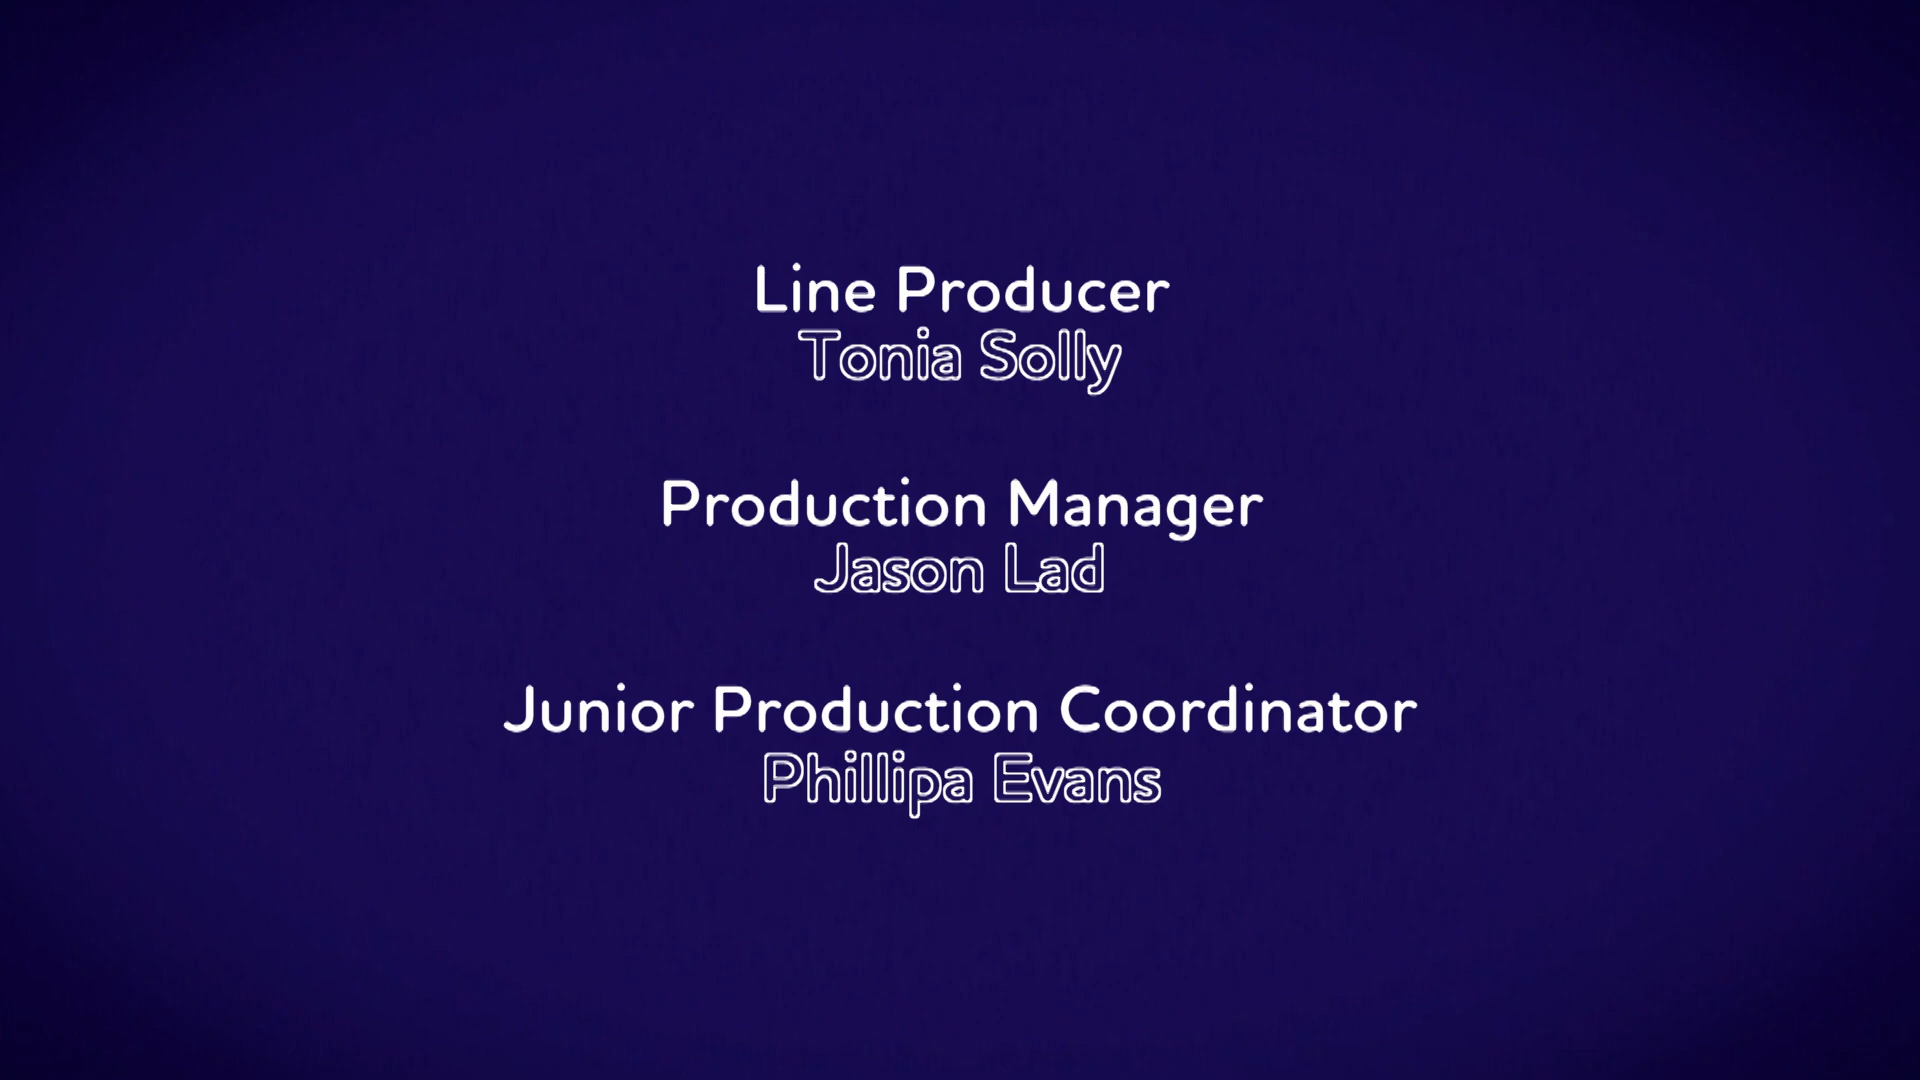 Line Producer
Tonia Solly
Production Manager
Jason Lad
Junior Production Coordinator
Phillipa Evans